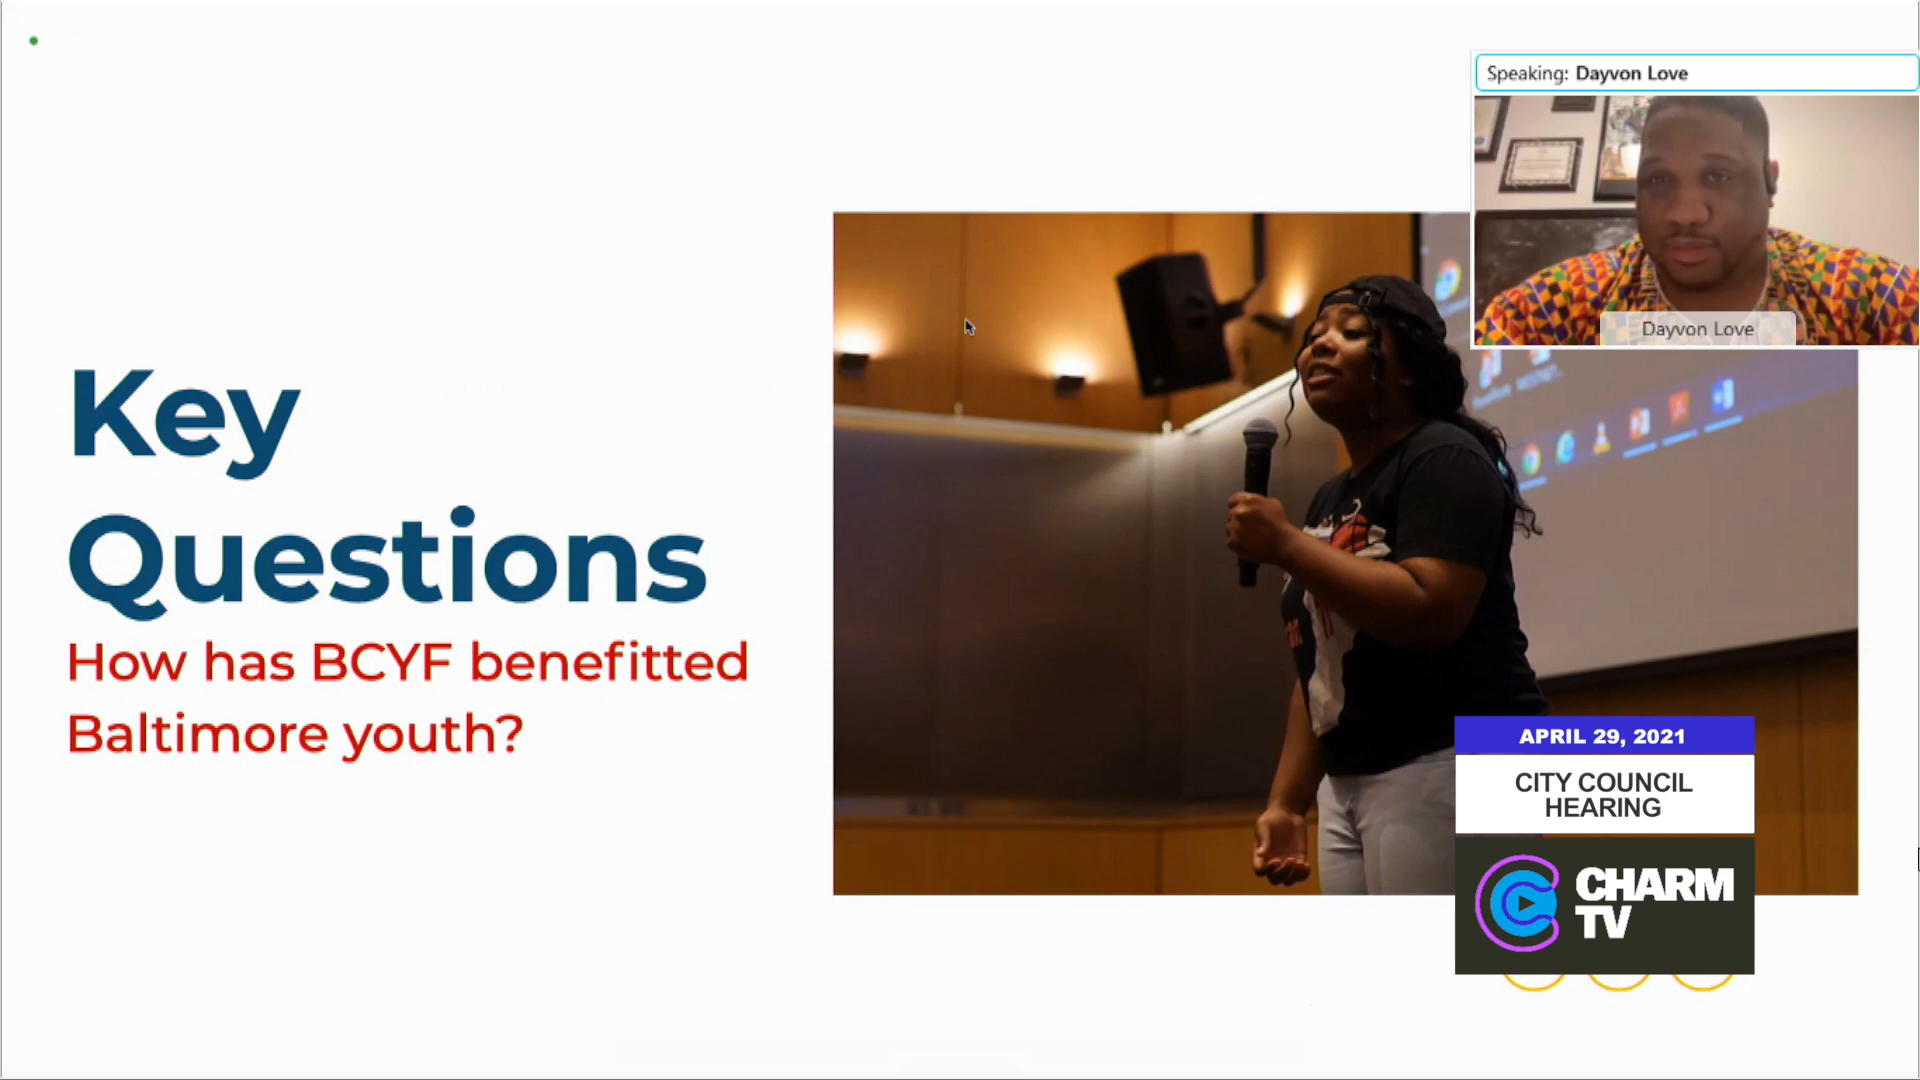 Speaking: Dayvon Love
Dayvon Love
Key
Questions
How has BCYF benefitted
Baltimore youth?
APRIL 29, 2021
CITY COUNCIL
HEARING
CHARM
TV